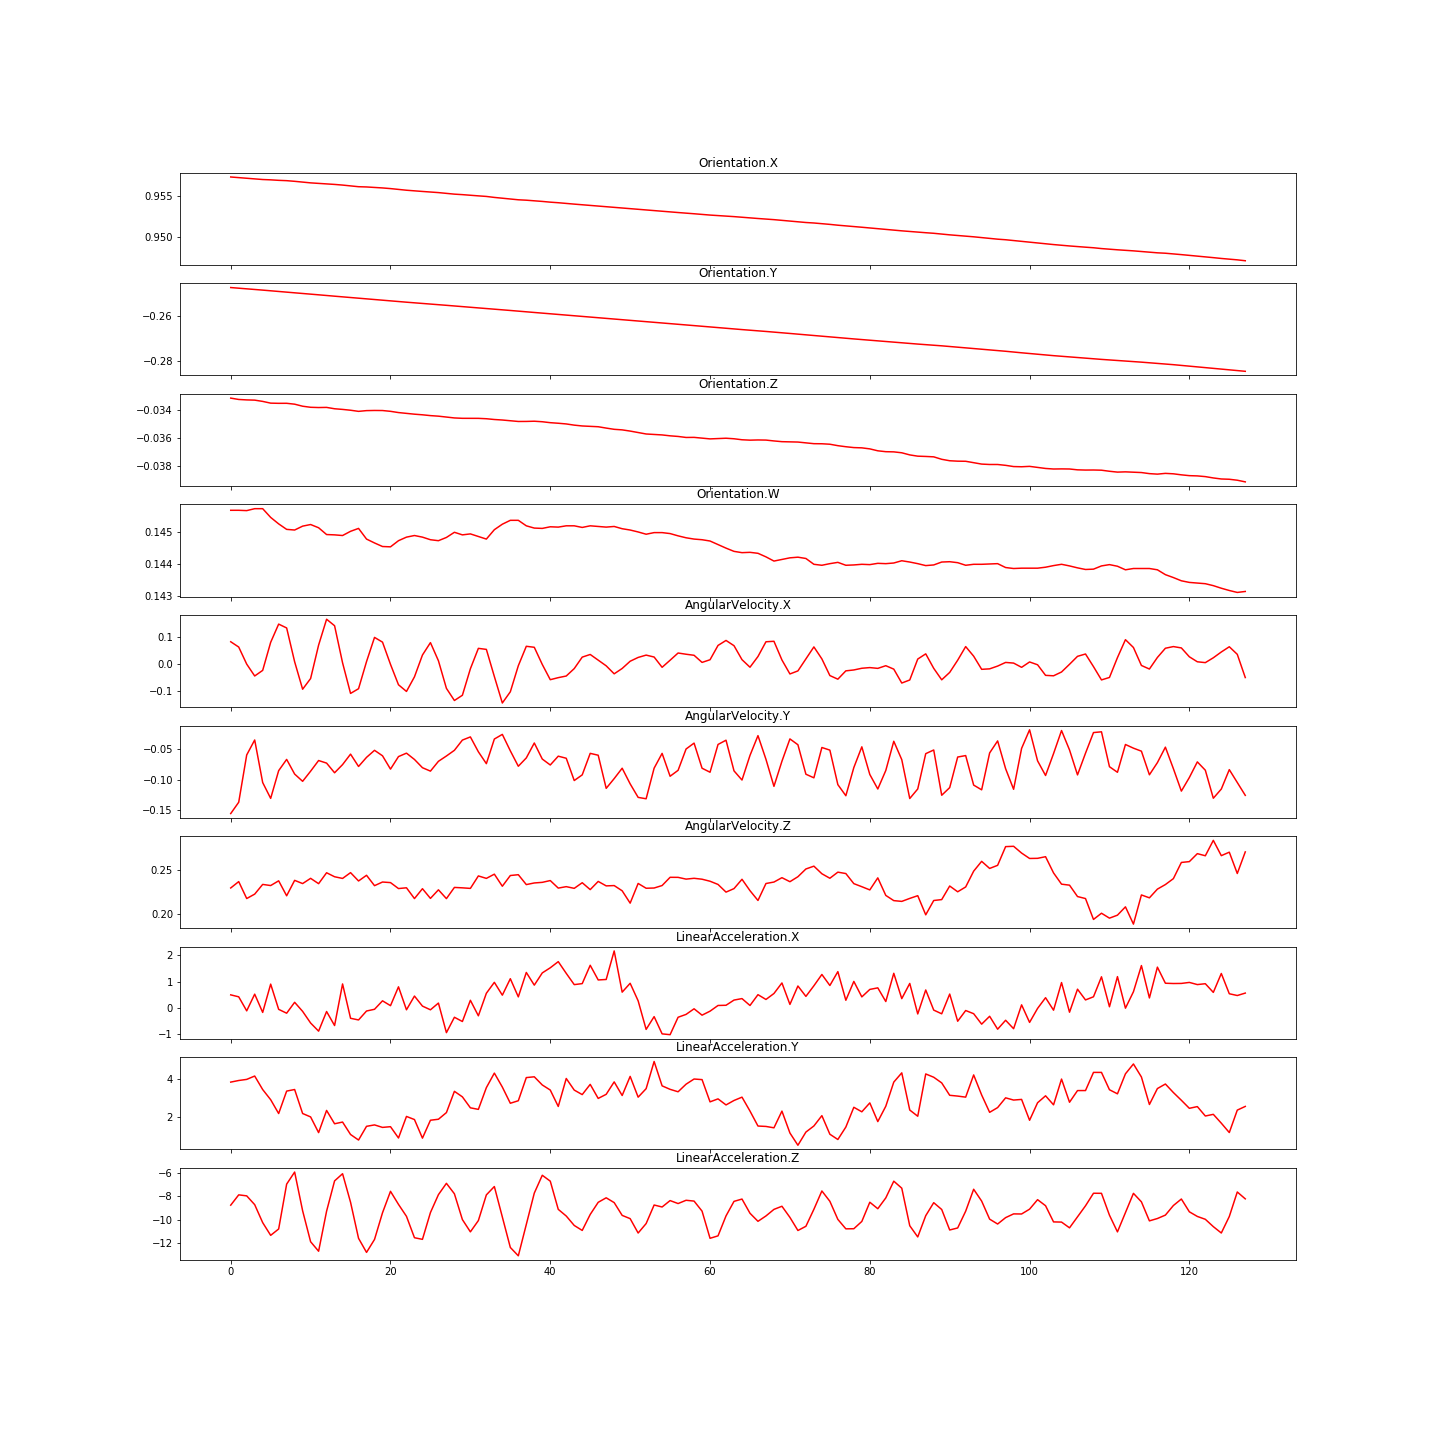 Orientation.X
0.955
0.950
Orientation.Y
−0.26
−0.28
Orientation.Z
−0.034
−0.036
−0.038
Orientation.W
0.145
0.144
0.143
AngularVelocity.X
0.1
0.0
−0.1
AngularVelocity.Y
−0.05
−0.10
−0.15
AngularVelocity.Z
0.25
0.20
LinearAcceleration.X
2
1
0
−1
LinearAcceleration.Y
4
2
LinearAcceleration.Z
−6
−8
−10
−12
0 20 40 60 80 100 120